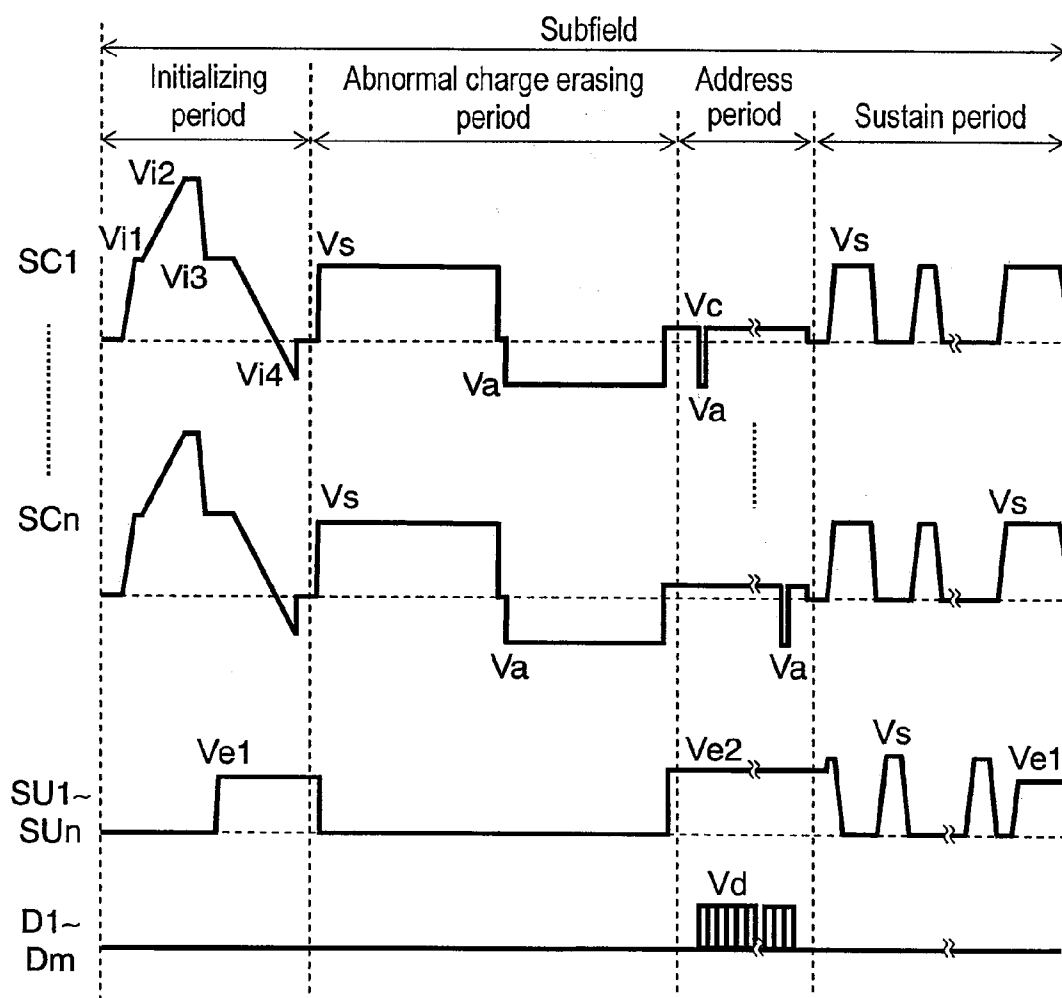 Subfield
Initializing
period
Abnormal charge erasing
period
Address
period
Sustain period
SC1
Vi1
Vi2
Vi3
Vi4
Vs
Va
Vc
Va
Vs
SCn
Vs
Va
Va
Vs
SU1~
SUn
Ve1
Ve2
Vs
Ve1
D1~
Dm
Vd